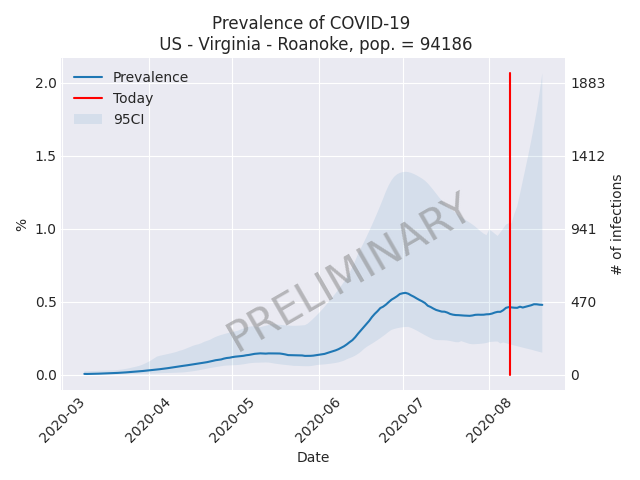 Prevalence of COVID-19
US - Virginia - Roanoke, pop. = 94186
Prevalence
Today
95CI
2.0
1.5
1.0
0.5
0.0
%
1883
1412
941
470
0
# of infections
PRELIMINARY
2020-03
2020-04
2020-05
2020-06
2020-07
2020-08
Date